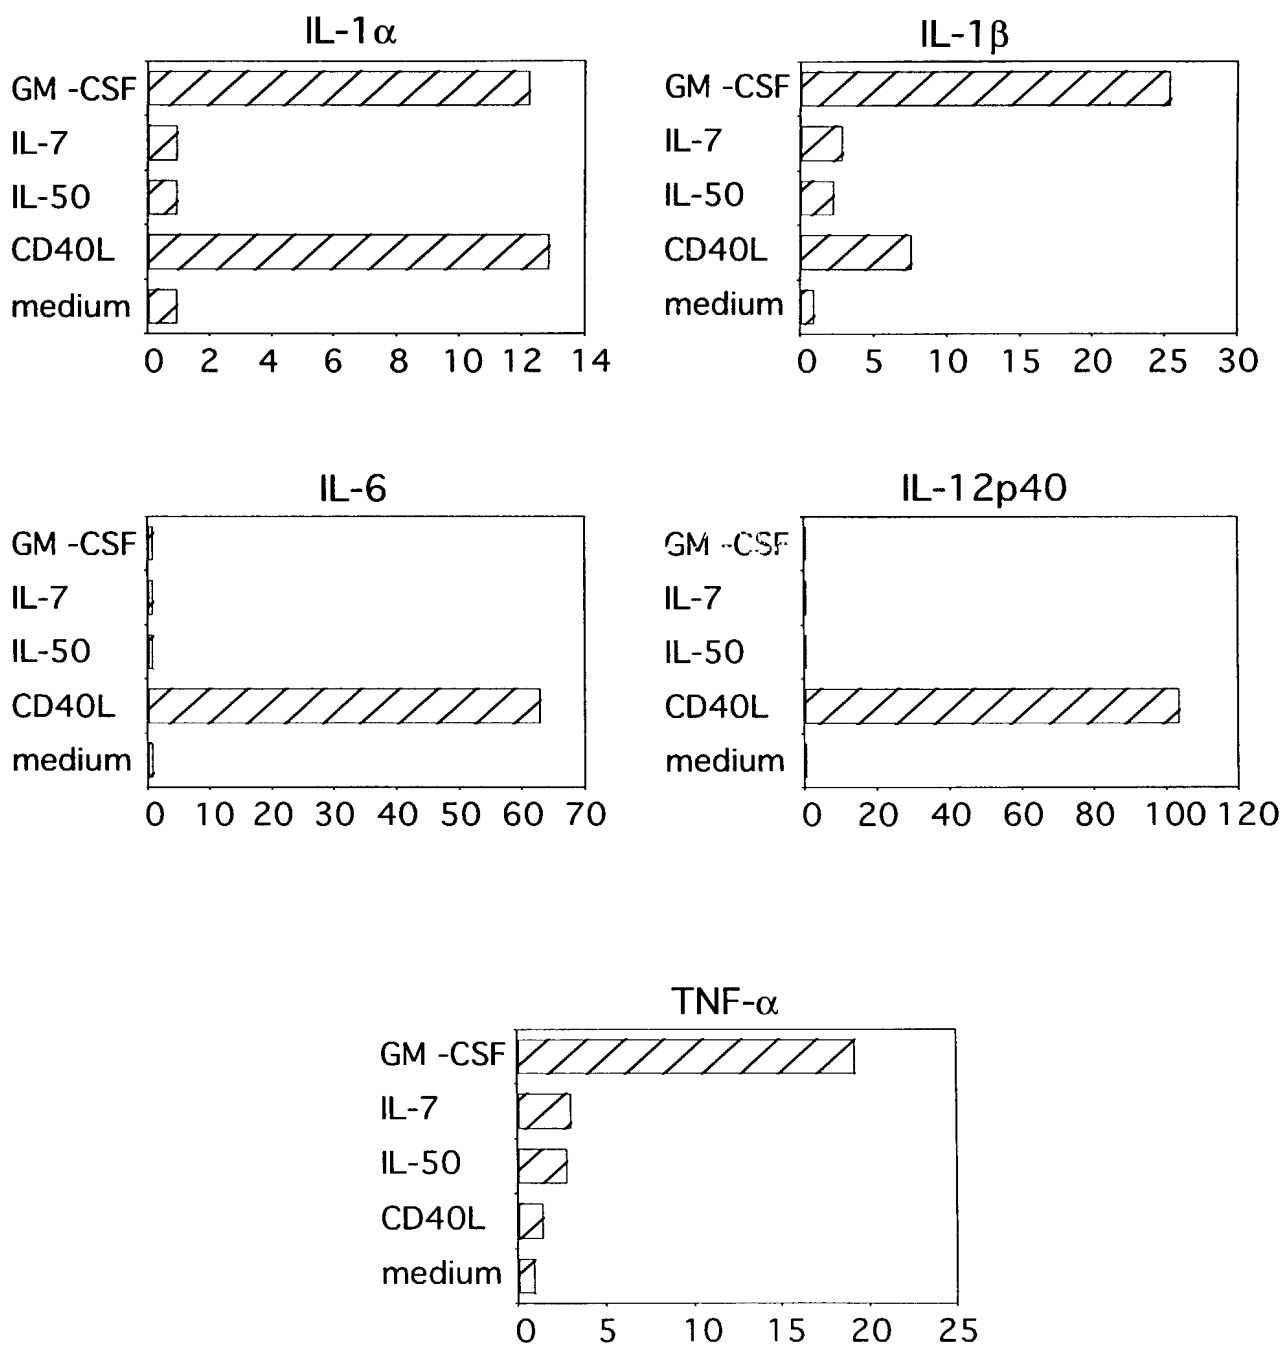 IL-1α
GM -CSF
IL-7
IL-50
CD40L
medium
0 2 4 6 8 10 12 14
IL-1β
GM -CSF
IL-7
IL-50
CD40L
medium
0 5 10 15 20 25 30
IL-6
GM -CSF
IL-7
IL-50
CD40L
medium
0 10 20 30 40 50 60 70
IL-12p40
GM -CSF
IL-7
IL-50
CD40L
medium
0 20 40 60 80 100 120
TNF-α
GM -CSF
IL-7
IL-50
CD40L
medium
0 5 10 15 20 25